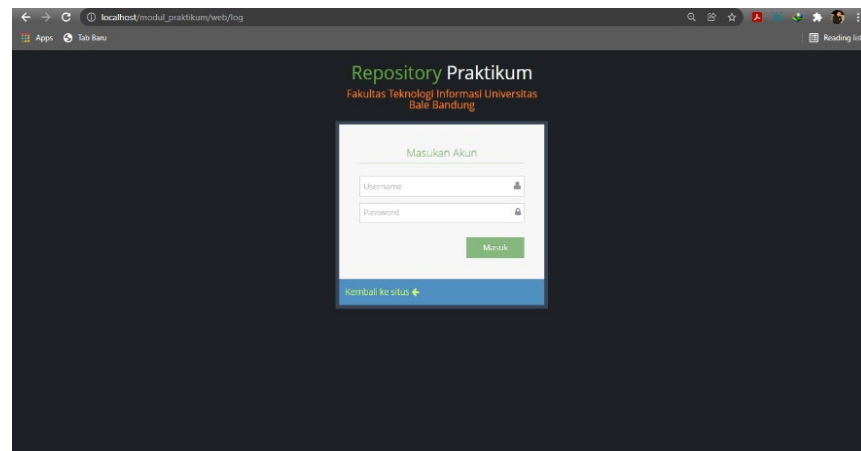 localhost/modul_praktikum/web/log
Apps Tab Baru Reading list
Repository Praktikum
Fakultas Teknologi Informasi Universitas
Bale Bandung
Masukan Akun
Username
Password
Masuk
Kembali ke situs